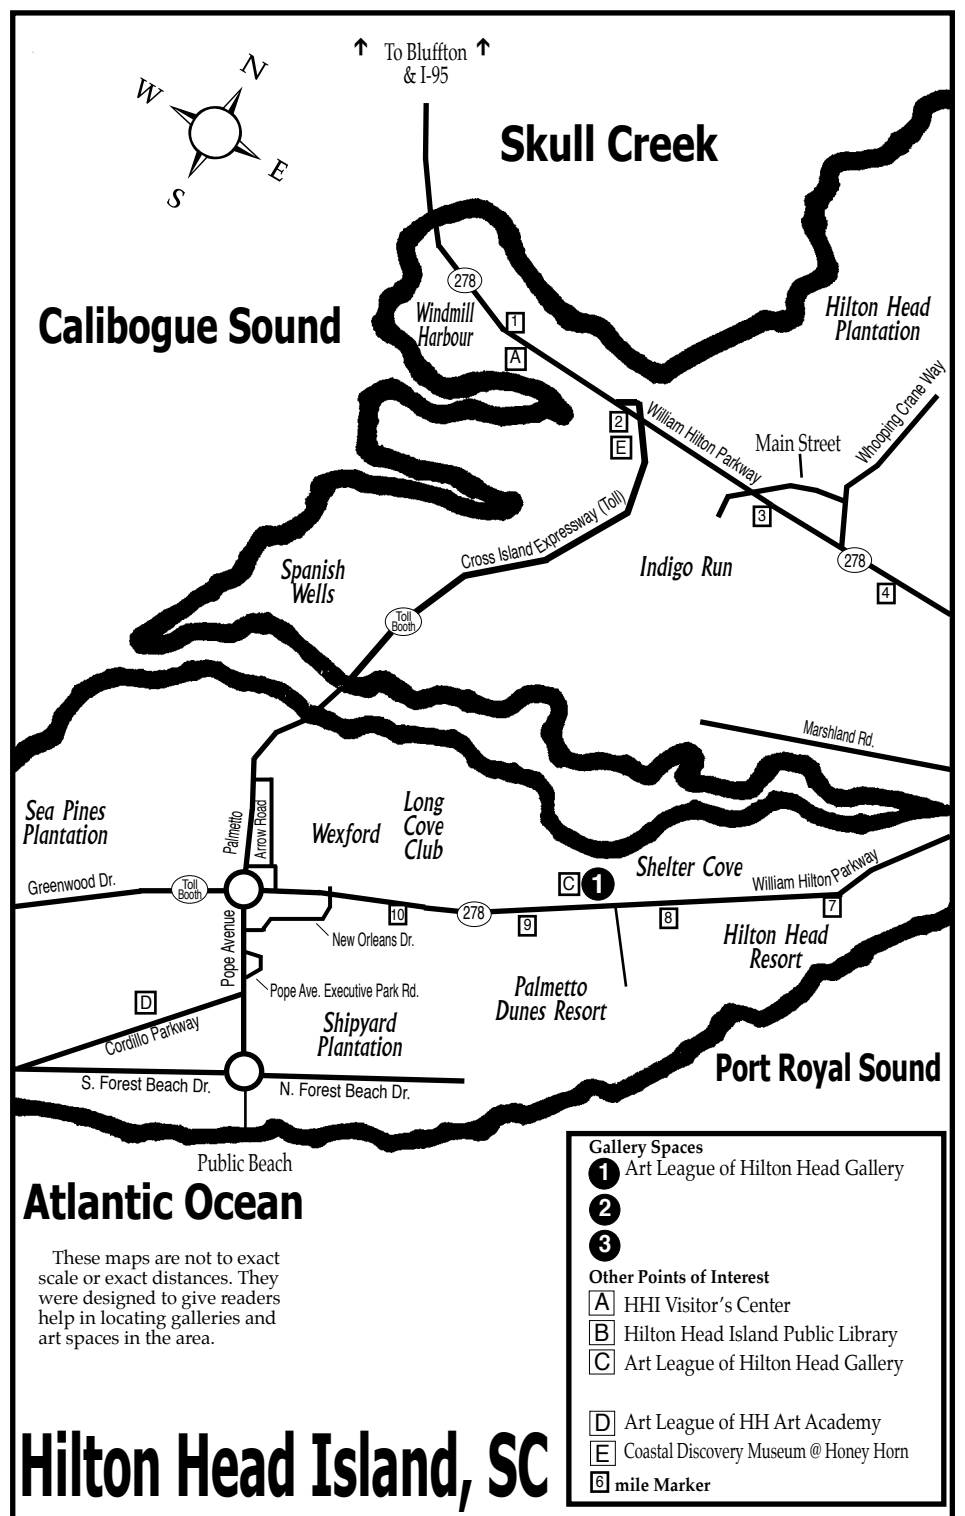 To Bluffton
& I-95
N
W
E
S
Skull Creek
278
Windmill
Harbour
Calibogue Sound
1
A
Hilton Head
Plantation
Whooping Crane Way
2
E
William Hilton Parkway
Main Street
3
Cross Island Expressway (Toll)
Indigo Run
278
4
Spanish
Wells
Toll
Booth
Marshland Rd.
Sea Pines
Plantation
Palmetto
Arrow Road
Wexford
Long
Cove
Club
Shelter Cove
C
1
William Hilton Parkway
Greenwood Dr.
Toll
Booth
10
278
9
8
7
Pope Avenue
New Orleans Dr.
Hilton Head
Resort
Pope Ave. Executive Park Rd.
Palmetto
Dunes Resort
D
Cordillo Parkway
Shipyard
Plantation
Port Royal Sound
S. Forest Beach Dr.
N. Forest Beach Dr.
Public Beach
Atlantic Ocean
These maps are not to exact
scale or exact distances. They
were designed to give readers
help in locating galleries and
art spaces in the area.
Hilton Head Island, SC
Gallery Spaces
1 Art League of Hilton Head Gallery
2
3
Other Points of Interest
A HHI Visitor's Center
B Hilton Head Island Public Library
C Art League of Hilton Head Gallery
D Art League of HH Art Academy
E Coastal Discovery Museum @ Honey Horn
6 mile Marker